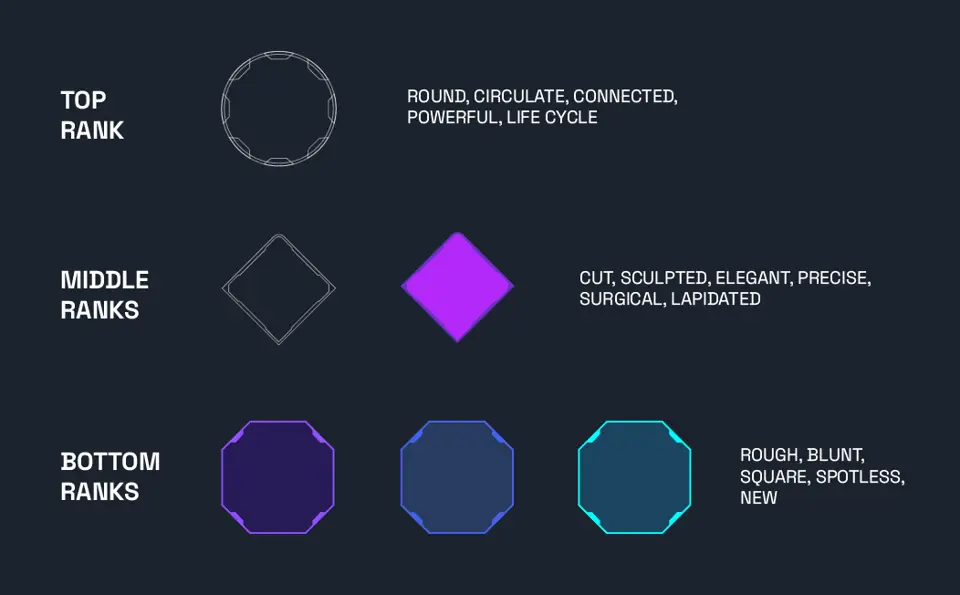 TOP
RANK
ROUND, CIRCULATE, CONNECTED,
POWERFUL, LIFE CYCLE
MIDDLE
RANKS
CUT, SCULPTED, ELEGANT, PRECISE,
SURGICAL, LAPIDATED
BOTTOM
RANKS
ROUGH, BLUNT,
SQUARE, SPOTLESS,
NEW